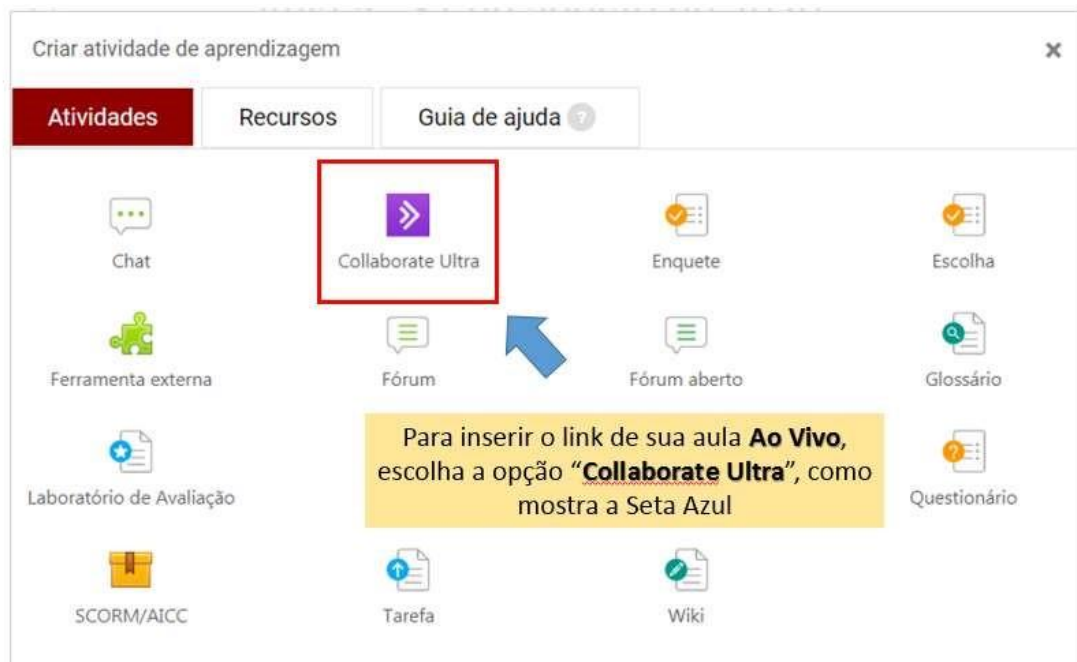 Criar atividade de aprendizagem
×
Atividades
Recursos
Guia de ajuda ?
Chat
Collaborate Ultra
Enquete
Escolha
Ferramenta externa
Fórum
Fórum aberto
Glossário
Laboratório de Avaliação
Para inserir o link de sua aula Ao Vivo,
escolha a opção “Collaborate Ultra”, como
mostra a Seta Azul
Questionário
SCORM/AICC
Tarefa
Wiki